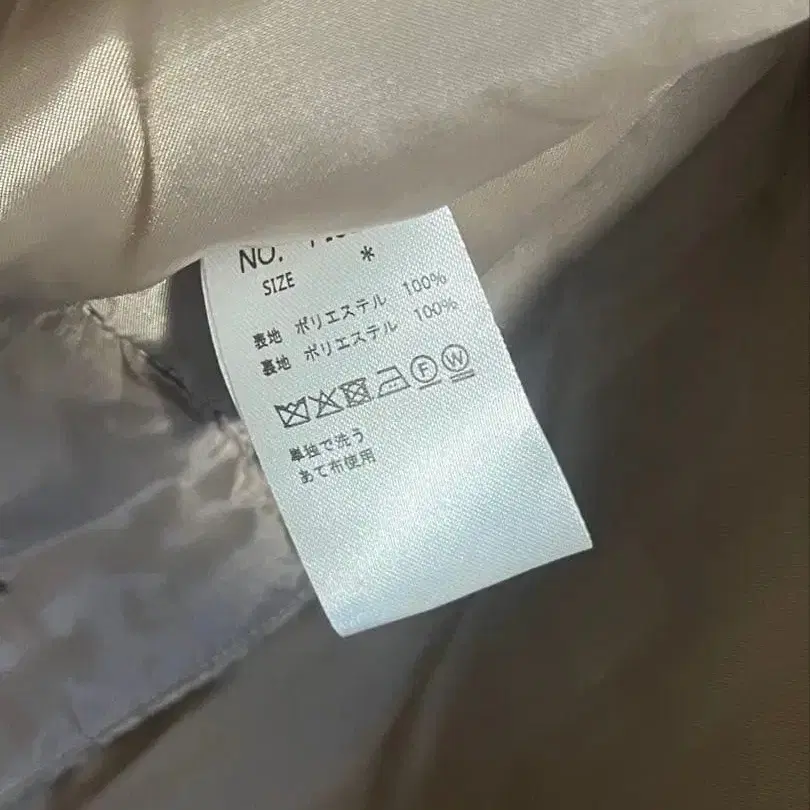 NO.
SIZE *
表地 ポリエステル 100%
裏地 ポリエステル 100%
F W
単独で洗う
あて布使用